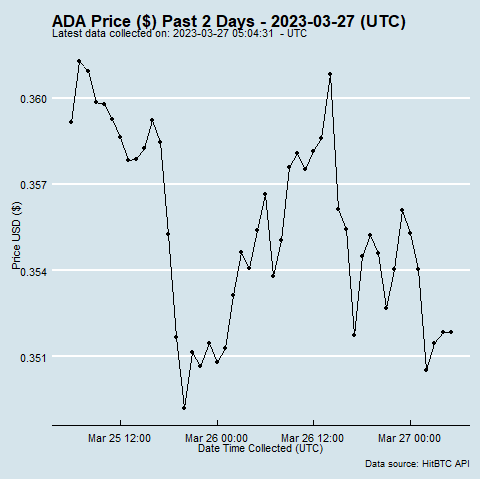 ADA Price ($) Past 2 Days - 2023-03-27 (UTC)
Latest data collected on: 2023-03-27 05:04:31  - UTC
0.360
0.357
0.354
0.351
Price USD ($)
Mar 25 12:00
Mar 26 00:00
Mar 26 12:00
Mar 27 00:00
Date Time Collected (UTC)
Data source: HitBTC API